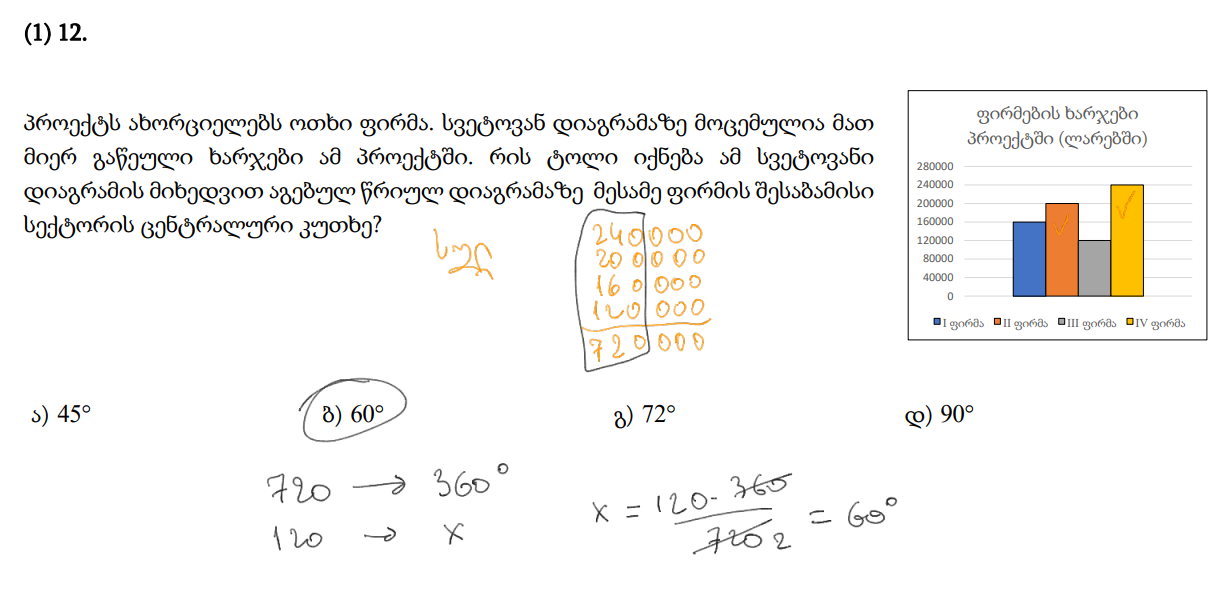 (1) 12.
პროექტს ახორციელებს ოთხი ფირმა. სვეტოვან დიაგრამაზე მოცემულია მათ
მიერ გაწეული ხარჯები ამ პროექტში. რის ტოლი იქნება ამ სვეტოვანი
დიაგრამის მიხედვით აგებულ წრიულ დიაგრამაზე მესამე ფირმის შესაბამისი
სექტორის ცენტრალური კუთხე?
ფირმების ხარჯები
პროექტში (ლარებში)
280000
240000
200000
160000
120000
80000
40000
0
I ფირმა II ფირმა III ფირმა IV ფირმა
240000
200000
160000
120000
720000
ა) 45° ბ) 60° გ) 72° დ) 90°
720 → 360°
120 → x
x = 120 · 360 / 720 2 = 60°